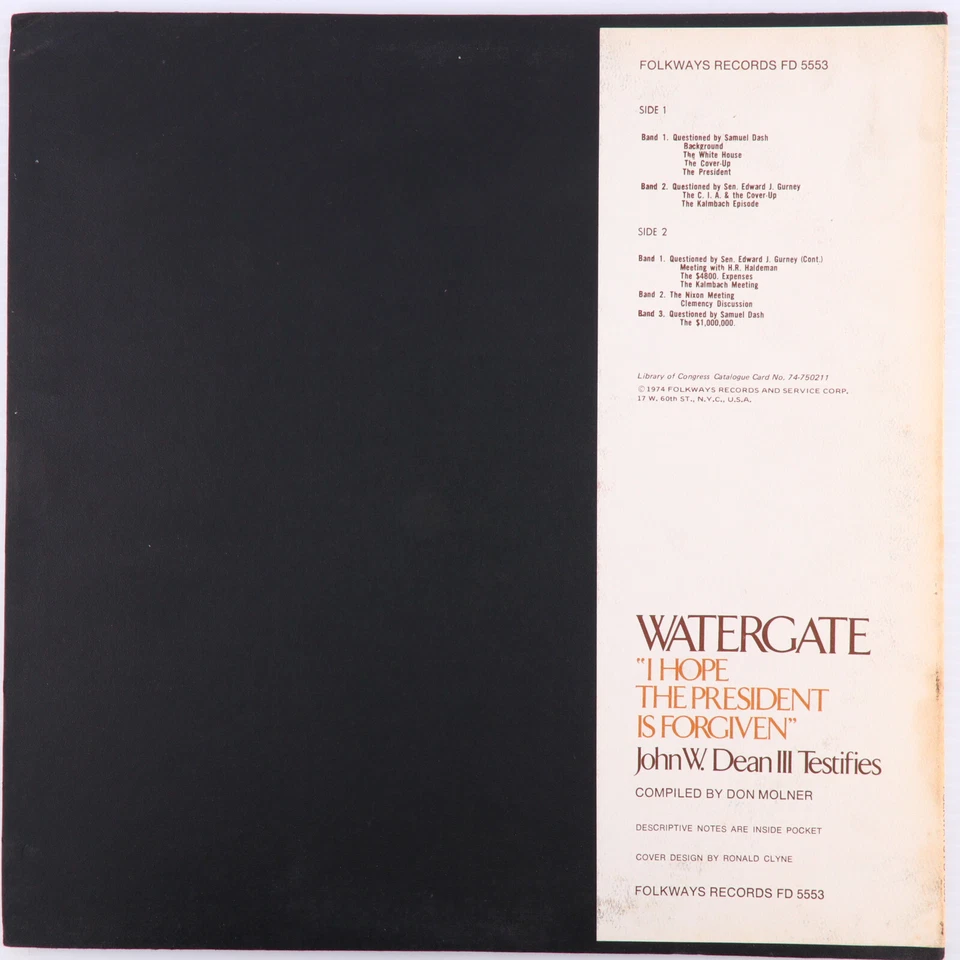 FOLKWAYS RECORDS FD 5553
SIDE 1
Band 1. Questioned by Samuel Dash
Background
The White House
The Cover-Up
The President
Band 2. Questioned by Sen. Edward J. Gurney
The C. I. A. & the Cover-Up
The Kalmbach Episode
SIDE 2
Band 1. Questioned by Sen. Edward J. Gurney (Cont.)
Meeting with H.R. Haldeman
The $4800. Expenses
The Kalmbach Meeting
Band 2. The Nixon Meeting
Clemency Discussion
Band 3. Questioned by Samuel Dash
The $1,000,000.
Library of Congress Catalogue Card No. 74-750211
© 1974 FOLKWAYS RECORDS AND SERVICE CORP.
17 W. 60th ST., N.Y.C., U.S.A.
WATERGATE
"I HOPE
THE PRESIDENT
IS FORGIVEN"
John W. Dean III Testifies
COMPILED BY DON MOLNER
DESCRIPTIVE NOTES ARE INSIDE POCKET
COVER DESIGN BY RONALD CLYNE
FOLKWAYS RECORDS FD 5553